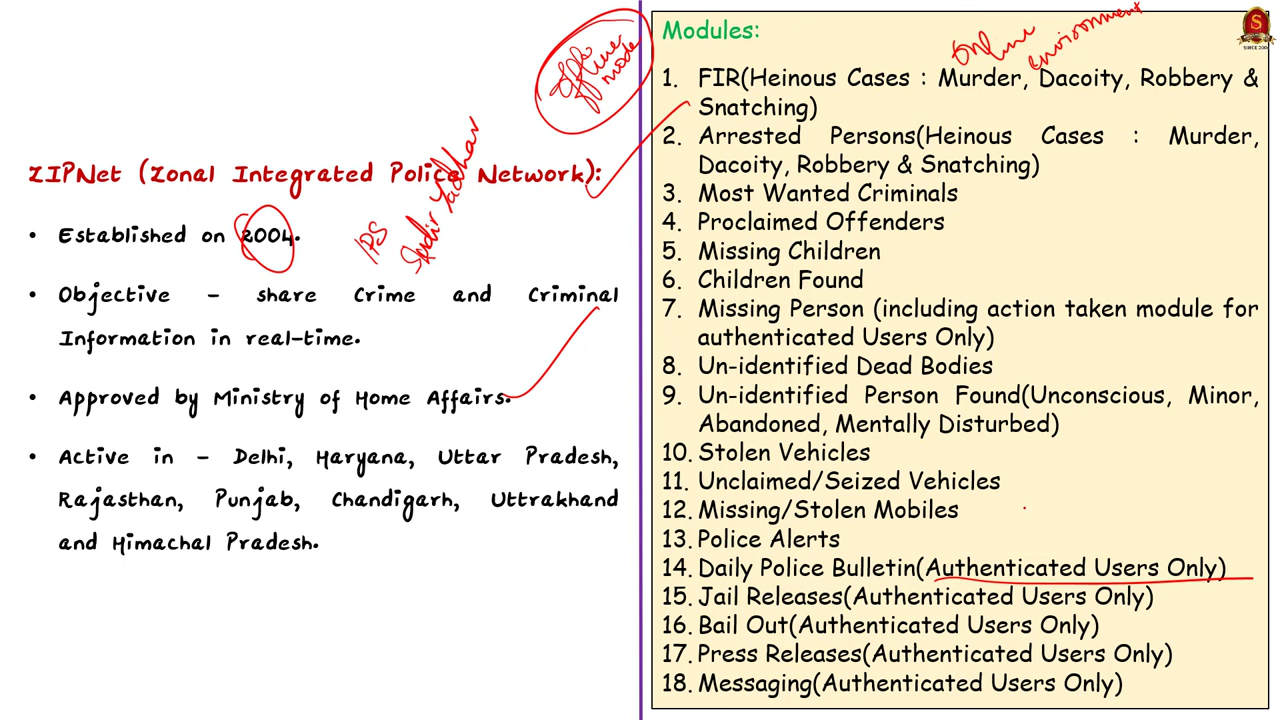 offline
mode
ZIPNet (Zonal Integrated Police Network):
• Established on 2004.
IPS
Yadhav
• Objective – share Crime and Criminal
Information in real-time.
• Approved by Ministry of Home Affairs.
• Active in – Delhi, Haryana, Uttar Pradesh,
Rajasthan, Punjab, Chandigarh, Uttrakhand
and Himachal Pradesh.
Modules:
online environment
1. FIR(Heinous Cases : Murder, Dacoity, Robbery &
Snatching)
2. Arrested Persons(Heinous Cases : Murder,
Dacoity, Robbery & Snatching)
3. Most Wanted Criminals
4. Proclaimed Offenders
5. Missing Children
6. Children Found
7. Missing Person (including action taken module for
authenticated Users Only)
8. Un-identified Dead Bodies
9. Un-identified Person Found(Unconscious, Minor,
Abandoned, Mentally Disturbed)
10. Stolen Vehicles
11. Unclaimed/Seized Vehicles
12. Missing/Stolen Mobiles
13. Police Alerts
14. Daily Police Bulletin(Authenticated Users Only)
15. Jail Releases(Authenticated Users Only)
16. Bail Out(Authenticated Users Only)
17. Press Releases(Authenticated Users Only)
18. Messaging(Authenticated Users Only)
S